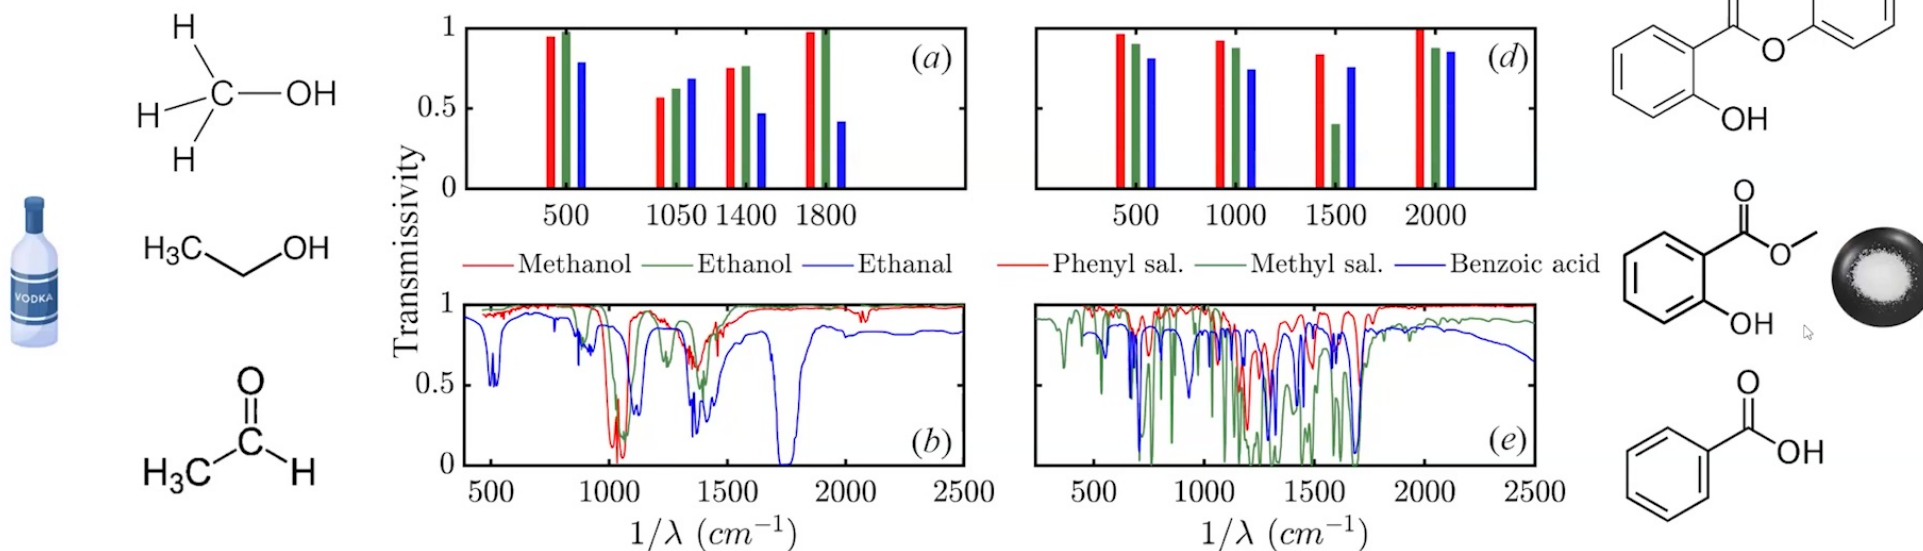 H
H
C
OH
H
VODKA
H₃C
OH
O
H₃C
C
H
Transmissivity
1
0.5
0
(a)
500
1050
1400
1800
Methanol
Ethanol
Ethanal
1
0.5
0
(b)
500
1000
1500
2000
2500
1/λ (cm⁻¹)
(d)
500
1000
1500
2000
Phenyl sal.
Methyl sal.
Benzoic acid
(e)
500
1000
1500
2000
2500
1/λ (cm⁻¹)
O
OH
O
O
OH
O
OH